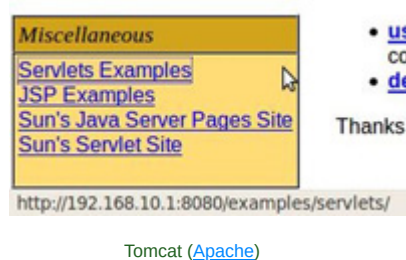 Miscellaneous
Servlets Examples
JSP Examples
Sun's Java Server Pages Site
Sun's Servlet Site
Thanks
http://192.168.10.1:8080/examples/servlets/
Tomcat (Apache)